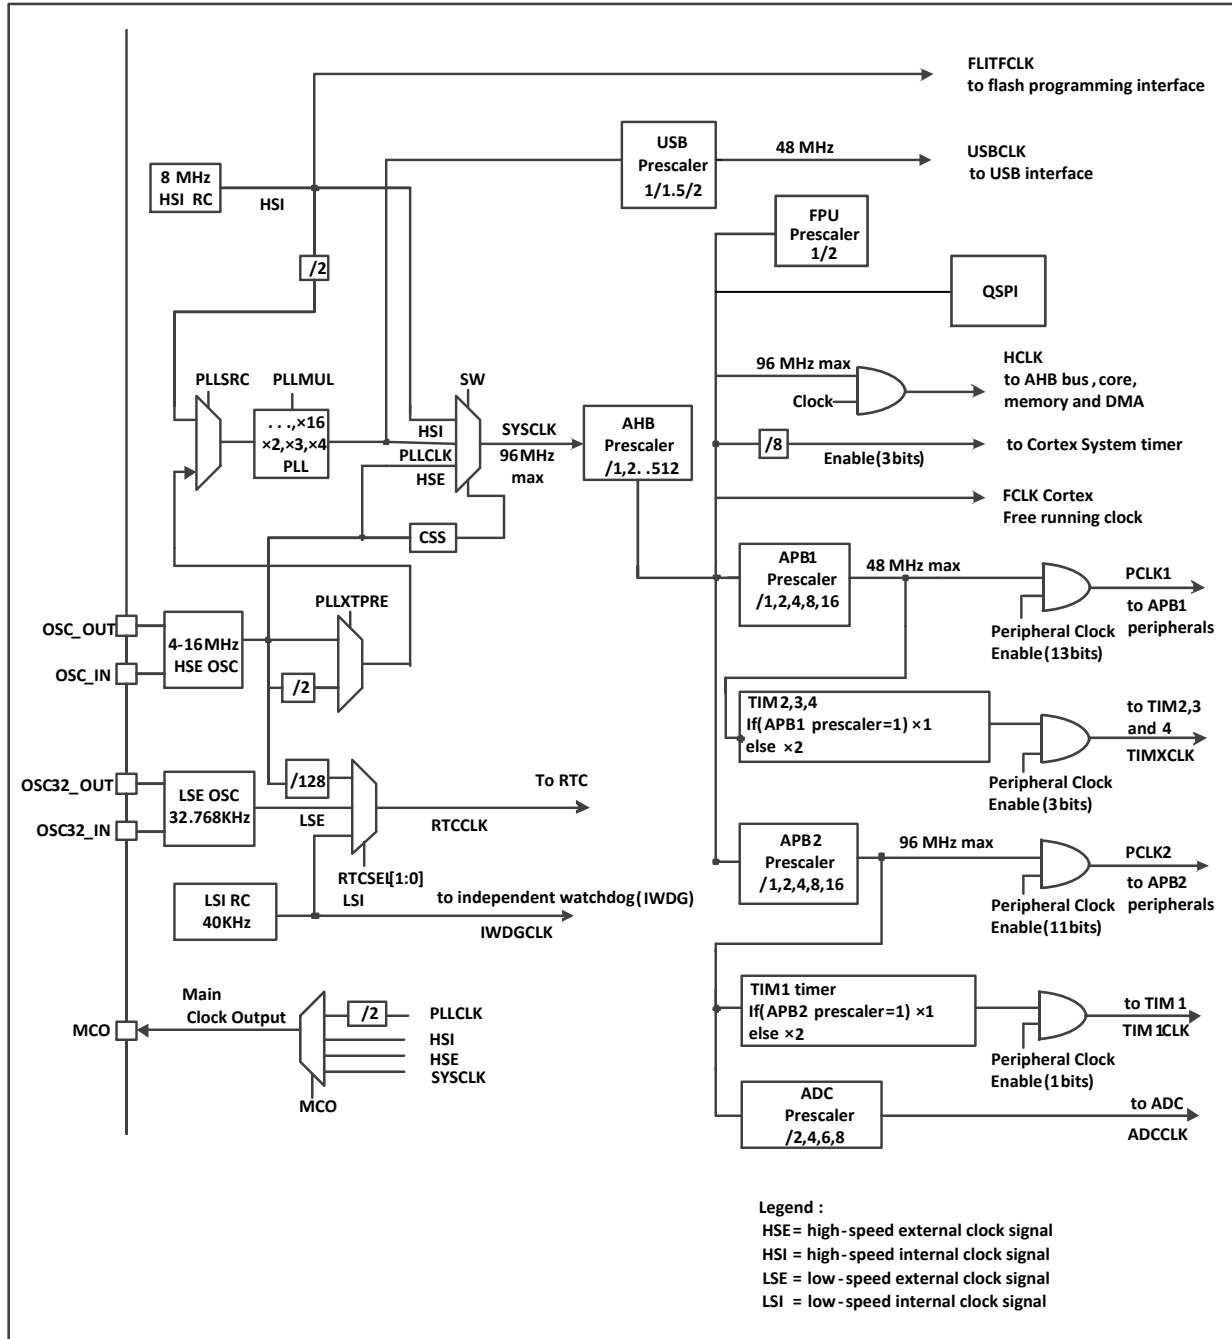 FLITFCLK
to flash programming interface
USB
Prescaler
1/1.5/2
48 MHz
USBCLK
to USB interface
8 MHz
HSI RC
HSI
FPU
Prescaler
1/2
/2
QSPI
PLLSRC
PLLMUL
SW
96 MHz max
Clock
HCLK
to AHB bus, core,
memory and DMA
. . .,×16
×2,×3,×4
PLL
HSI
PLLCLK
HSE
SYSCLK
96MHz
max
AHB
Prescaler
/1,2. .512
/8
Enable(3bits)
to Cortex System timer
FCLK Cortex
Free running clock
CSS
APB1
Prescaler
/1,2,4,8,16
48 MHz max
PCLK1
to APB1
peripherals
Peripheral Clock
Enable(13bits)
PLLXTPRE
OSC_OUT
OSC_IN
4-16MHz
HSE OSC
/2
TIM2,3,4
If(APB1 prescaler=1) ×1
else ×2
to TIM2,3
and 4
TIMXCLK
Peripheral Clock
Enable(3bits)
OSC32_OUT
OSC32_IN
LSE OSC
32.768KHz
/128
LSE
To RTC
RTCCLK
RTCSEL[1:0]
LSI
APB2
Prescaler
/1,2,4,8,16
96 MHz max
PCLK2
to APB2
peripherals
Peripheral Clock
Enable(11bits)
LSI RC
40KHz
to independent watchdog(IWDG)
IWDGCLK
MCO
Main
Clock Output
/2
PLLCLK
HSI
HSE
SYSCLK
MCO
TIM1 timer
If(APB2 prescaler=1) ×1
else ×2
to TIM 1
TIM1CLK
Peripheral Clock
Enable(1bits)
ADC
Prescaler
/2,4,6,8
to ADC
ADCCLK
Legend :
HSE= high-speed external clock signal
HSI = high-speed internal clock signal
LSE = low-speed external clock signal
LSI = low-speed internal clock signal